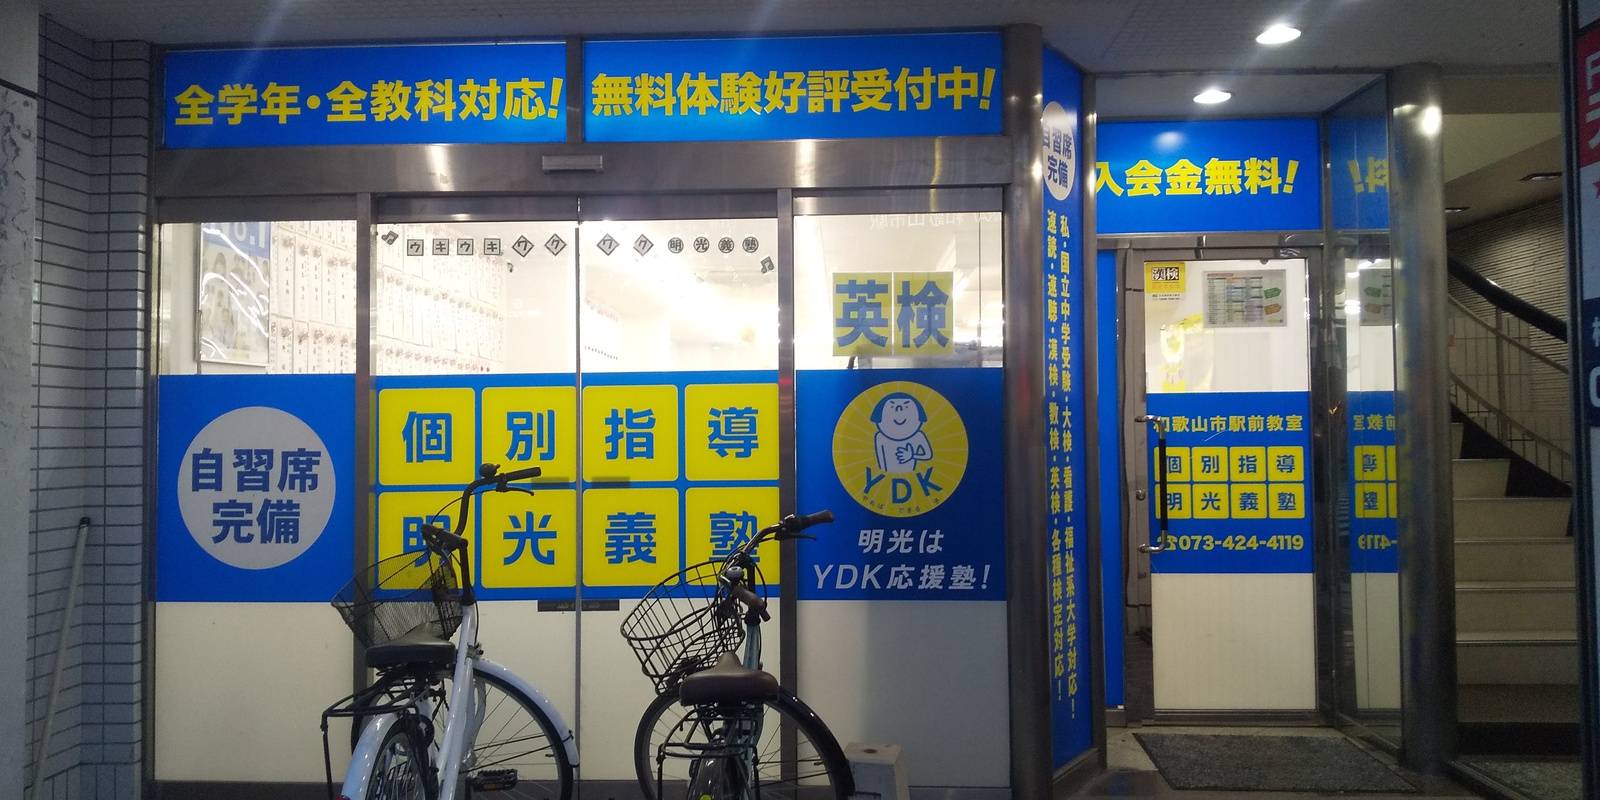 全学年・全教科対応!
無料体験好評受付中!
ウキウキワクワク明光義塾
英検
自習席
完備
個別指導
明光義塾
YDK
明光は
YDK応援塾!
自習席
完備
私・国立中学受験・大検・看護・福祉系大学対応!
速読・速聴・漢検・数検・英検・各種検定対応!
入会金無料!
漢検
和歌山市駅前教室
個別指導
明光義塾
☎073-424-4119